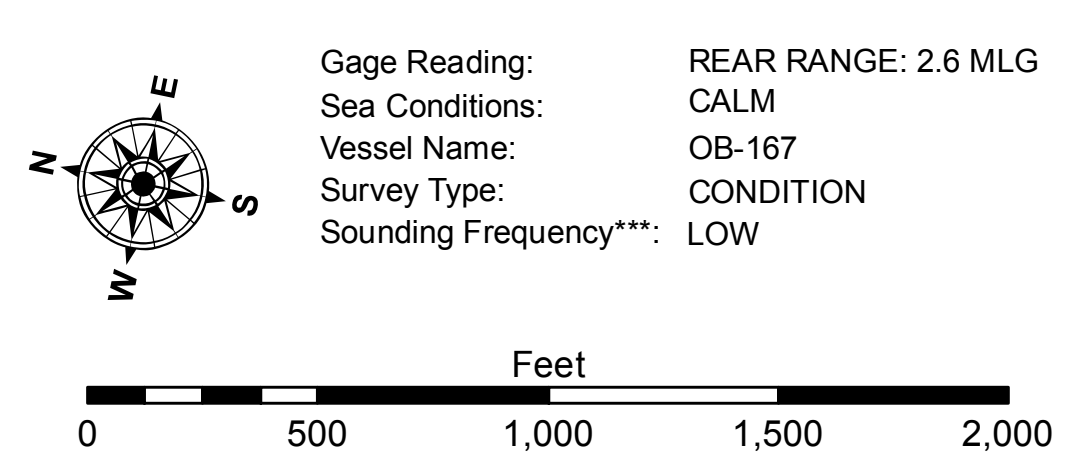 E
N
S
W
Gage Reading: REAR RANGE: 2.6 MLG
Sea Conditions: CALM
Vessel Name: OB-167
Survey Type: CONDITION
Sounding Frequency***: LOW
Feet
0 500 1,000 1,500 2,000